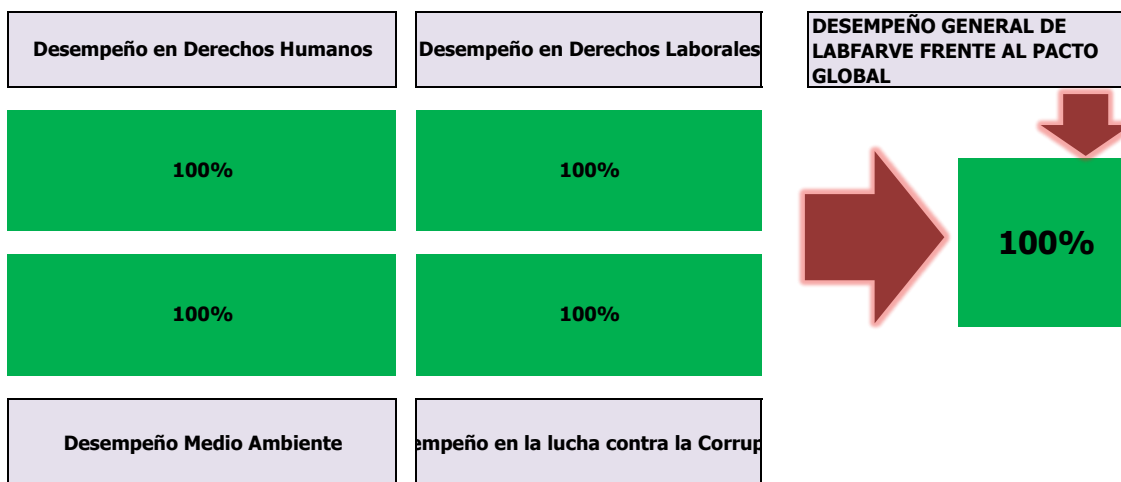 Desempeño en Derechos Humanos
Desempeño en Derechos Laborales
DESEMPEÑO GENERAL DE
LABFARVE FRENTE AL PACTO
GLOBAL
100%
100%
100%
100%
100%
Desempeño Medio Ambiente
empeño en la lucha contra la Corrup